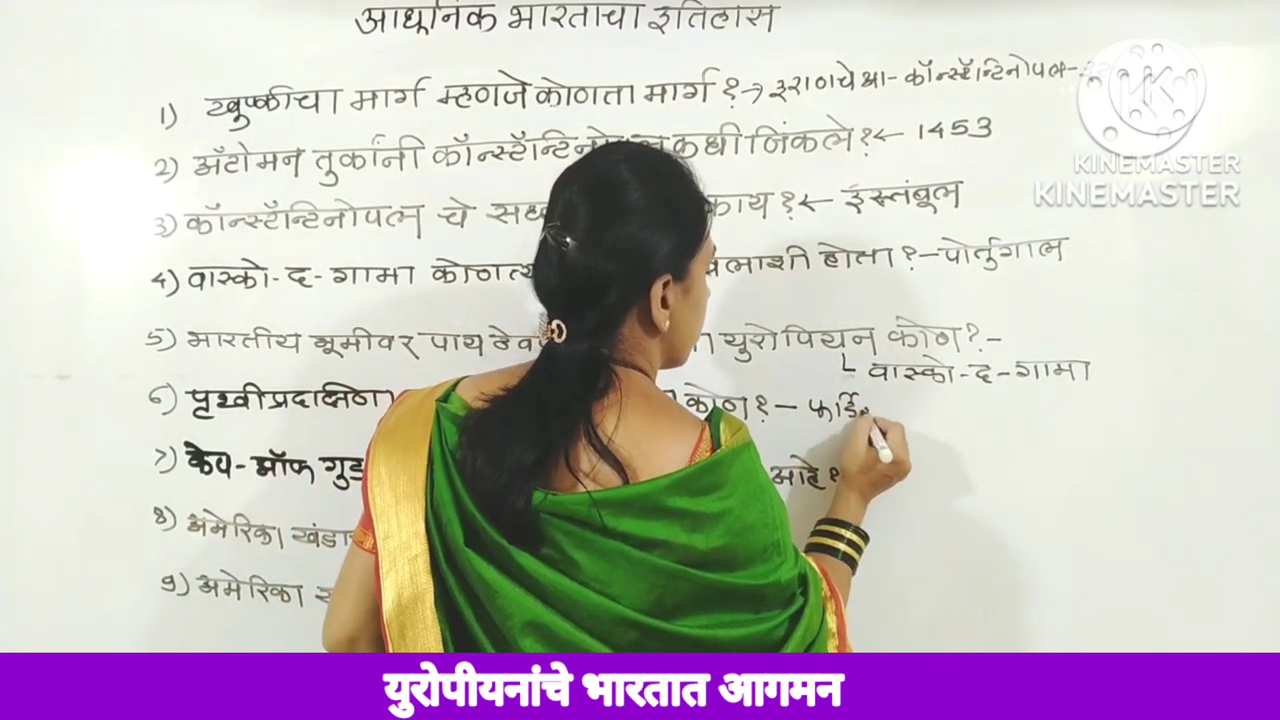 आधुनिक भारताचा इतिहास
1) खुष्कीचा मार्ग म्हणजे कोणता मार्ग ? → इराणचे आ- कॉन्स्टॅन्टिनोपल-
KINEMASTER
KINEMASTER
2) ऑटोमन तुर्कांनी कॉन्स्टॅन्टिनोपल कधी जिंकले ? ← 1453
3) कॉन्स्टॅन्टिनोपल चे काय ? ← इस्तंबूल
4) वास्को-द-गामा होता ? – पोर्तुगाल
5) भारतीय भूमीवर पाय युरोपियन कोण ? –
वास्को-द-गामा
6) पृथ्वीप्रदक्षिणा कोण ? – फर्डि
7) केप-ऑफ गुड आहे ?
8) अमेरिका
9) अमेरिका
युरोपीयनांचे भारतात आगमन